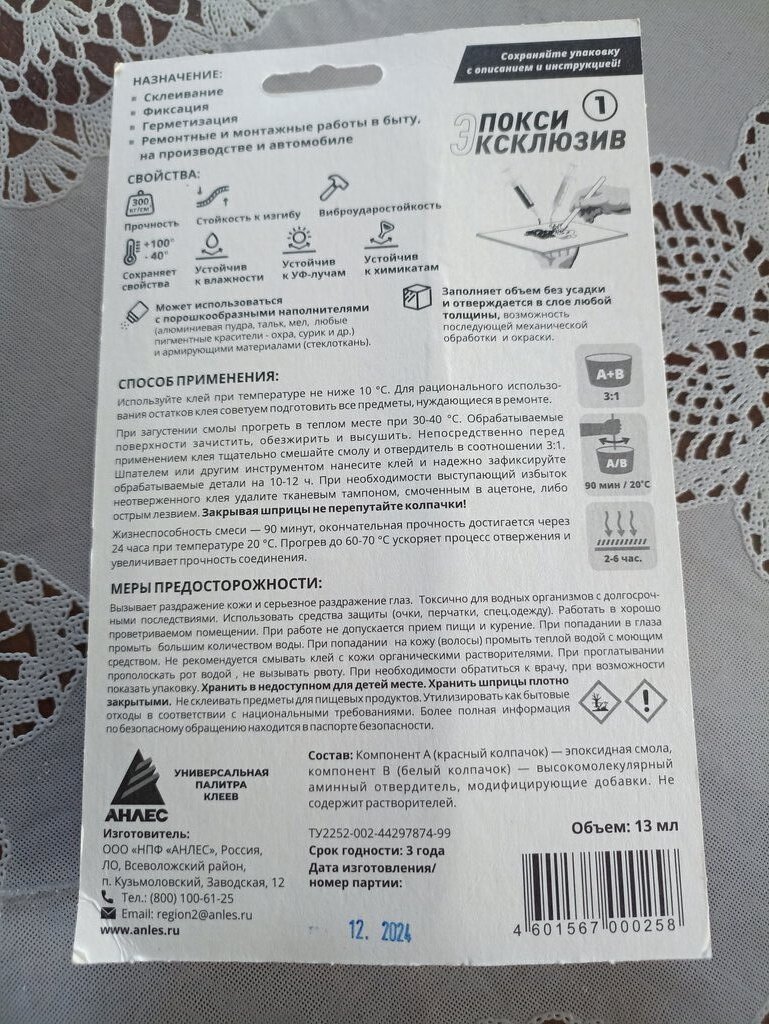 Сохраняйте упаковку
с описанием и инструкцией!
НАЗНАЧЕНИЕ:
Склеивание
Фиксация
Герметизация
Ремонтные и монтажные работы в быту,
на производстве и автомобиле
ЭПОКСИ 1
ЭКСКЛЮЗИВ
СВОЙСТВА:
300
кг/см
Прочность
Стойкость к изгибу
Виброударостойкость
+100°
- 40°
Сохраняет
свойства
Устойчив
к влажности
Устойчив
к УФ-лучам
Устойчив
к химикатам
Может использоваться
с порошкообразными наполнителями
(алюминиевая пудра, тальк, мел, любые
пигментные красители - охра, сурик и др.)
и армирующими материалами (стеклоткань).
Заполняет объем без усадки
и отверждается в слое любой
толщины, возможность
последующей механической
обработки и окраски.
СПОСОБ ПРИМЕНЕНИЯ:
Используйте клей при температуре не ниже 10 °C. Для рационального использо-
вания остатков клея советуем подготовить все предметы, нуждающиеся в ремонте.
При загустении смолы прогреть в теплом месте при 30-40 °C. Обрабатываемые
поверхности зачистить, обезжирить и высушить. Непосредственно перед
применением клея тщательно смешайте смолу и отвердитель в соотношении 3:1.
Шпателем или другим инструментом нанесите клей и надежно зафиксируйте
обрабатываемые детали на 10-12 ч. При необходимости выступающий избыток
неотвержденного клея удалите тканевым тампоном, смоченным в ацетоне, либо
острым лезвием. Закрывая шприцы не перепутайте колпачки!
Жизнеспособность смеси — 90 минут, окончательная прочность достигается через
24 часа при температуре 20 °C. Прогрев до 60-70 °C ускоряет процесс отвержения и
увеличивает прочность соединения.
A+B
3:1
A/B
90 мин / 20°C
2-6 час.
МЕРЫ ПРЕДОСТОРОЖНОСТИ:
Вызывает раздражение кожи и серьезное раздражение глаз. Токсично для водных организмов с долгосроч-
ными последствиями. Использовать средства защиты (очки, перчатки, спец.одежду). Работать в хорошо
проветриваемом помещении. При работе не допускается прием пищи и курение. При попадании в глаза
промыть большим количеством воды. При попадании на кожу (волосы) промыть теплой водой с моющим
средством. Не рекомендуется смывать клей с кожи органическими растворителями. При проглатывании
прополоскать рот водой , не вызывать рвоту. При необходимости обратиться к врачу, при возможности
показать упаковку. Хранить в недоступном для детей месте. Хранить шприцы плотно
закрытыми. Не склеивать предметы для пищевых продуктов. Утилизировать как бытовые
отходы в соответствии с национальными требованиями. Более полная информация
по безопасному обращению находится в паспорте безопасности.
УНИВЕРСАЛЬНАЯ
ПАЛИТРА
КЛЕЕВ
АНЛЕС
Изготовитель:
ООО «НПФ «АНЛЕС», Россия,
ЛО, Всеволожский район,
п. Кузьмоловский, Заводская, 12
Тел.: (800) 100-61-25
Email: region2@anles.ru
www.anles.ru
Состав: Компонент А (красный колпачок) — эпоксидная смола,
компонент В (белый колпачок) — высокомолекулярный
аминный отвердитель, модифицирующие добавки. Не
содержит растворителей.
ТУ2252-002-44297874-99
Срок годности: 3 года
Дата изготовления/
номер партии:
12. 2024
Объем: 13 мл
4 601567 000258